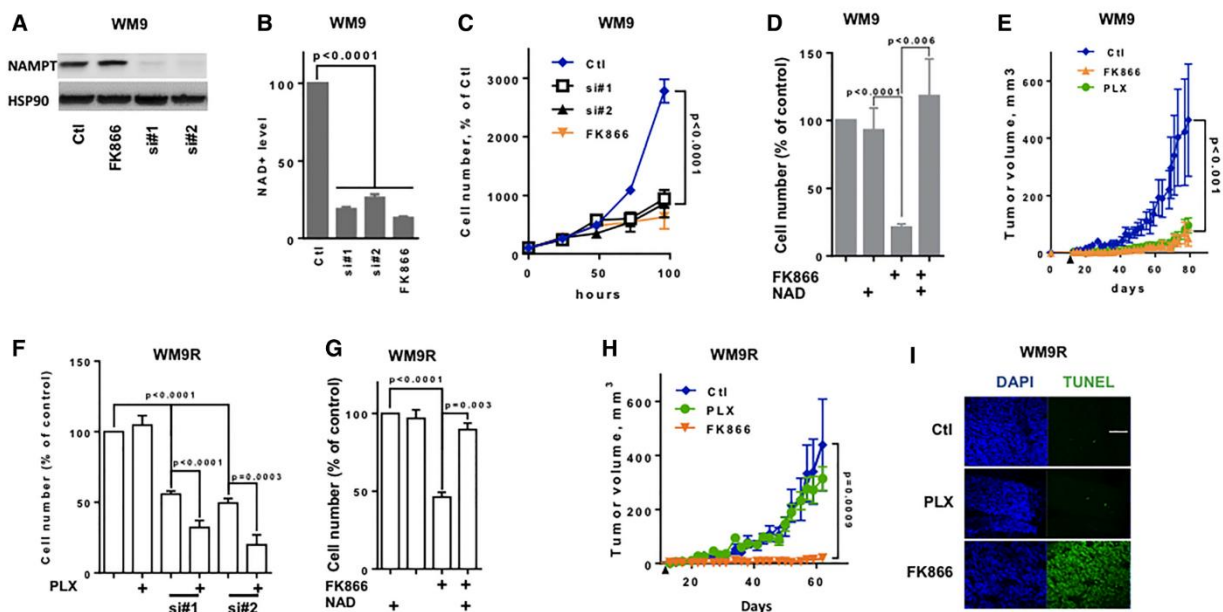 A
WM9
NAMPT
HSP90
Ctl
FK866
si#1
si#2
B
WM9
p<0.0001
NAD+ level
100
50
0
Ctl
si#1
si#2
FK866
C
WM9
Cell number, % of Ctl
3000
2000
1000
500
0
Ctl
si#1
si#2
FK866
p<0.0001
0
50
100
hours
D
WM9
Cell number (% of control)
150
100
50
0
p<0.006
p<0.0001
FK866 + +
NAD + +
E
WM9
Tumor volume, mm3
600
400
200
0
Ctl
FK866
PLX
p<0.001
0 20 40 60 80
days
F
WM9R
Cell number (% of control)
150
100
50
0
p<0.0001
p<0.0001
p=0.0003
PLX + + +
si#1 si#2
G
WM9R
Cell number (% of control)
150
100
50
0
p<0.0001
p=0.003
FK866 + +
NAD + +
H
WM9R
Tumor volume, mm3
600
400
200
0
Ctl
PLX
FK866
p=0.0009
20 40 60
Days
I
WM9R
DAPI TUNEL
Ctl
PLX
FK866